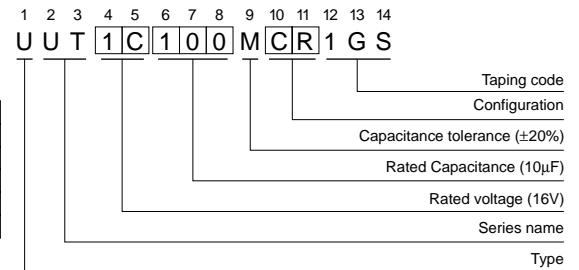 1 2 3 4 5 6 7 8 9 10 11 12 13 14
U U T 1 C 1 0 0 M C R 1 G S
Taping code
Configuration
Capacitance tolerance (±20%)
Rated Capacitance (10µF)
Rated voltage (16V)
Series name
Type